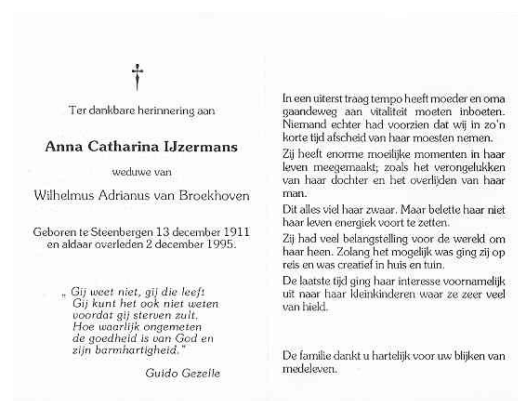 Ter dankbare herinnering aan
Anna Catharina IJzermans
weduwe van
Wilhelmus Adrianus van Broekhoven
Geboren te Steenbergen 13 december 1911
en aldaar overleden 2 december 1995.
„ Gij weet niet, gij die leeft
Gij kunt het ook niet weten
voordat gij sterven zult.
Hoe waarlijk ongemeten
de goedheid is van God en
zijn barmhartigheid."
Guido Gezelle
In een uiterst traag tempo heeft moeder en oma
gaandeweg aan vitaliteit moeten inboeten.
Niemand echter had voorzien dat wij in zo'n
korte tijd afscheid van haar moesten nemen.
Zij heeft enorme moeilijke momenten in haar
leven meegemaakt; zoals het verongelukken
van haar dochter en het overlijden van haar
man.
Dit alles viel haar zwaar. Maar belette haar niet
haar leven energiek voort te zetten.
Zij had veel belangstelling voor de wereld om
haar heen. Zolang het mogelijk was ging zij op
reis en was creatief in huis en tuin.
De laatste tijd ging haar interesse voornamelijk
uit naar haar kleinkinderen waar ze zeer veel
van hield.
De familie dankt u hartelijk voor uw blijken van
medeleven.